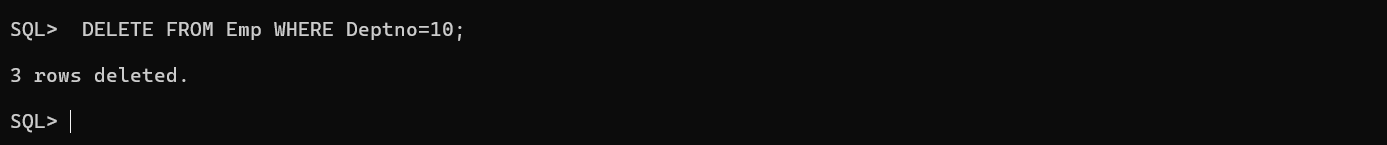 SQL>  DELETE FROM Emp WHERE Deptno=10;
3 rows deleted.
SQL>